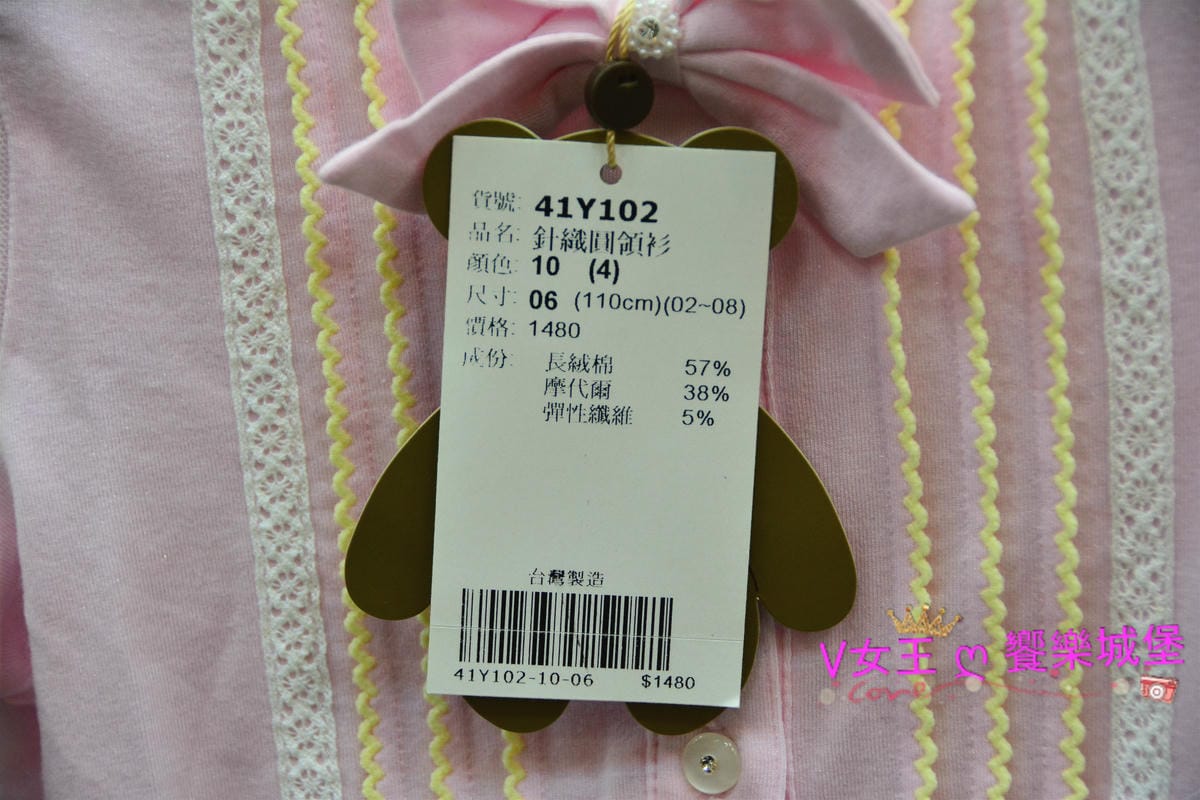 貨號: 41Y102
品名: 針織圓領衫
顏色: 10 (4)
尺寸: 06 (110cm)(02~08)
價格: 1480
成份: 長絨棉 57%
摩代爾 38%
彈性纖維 5%
台灣製造
41Y102-10-06 $1480
V女王 ღ 饗樂城堡
Love